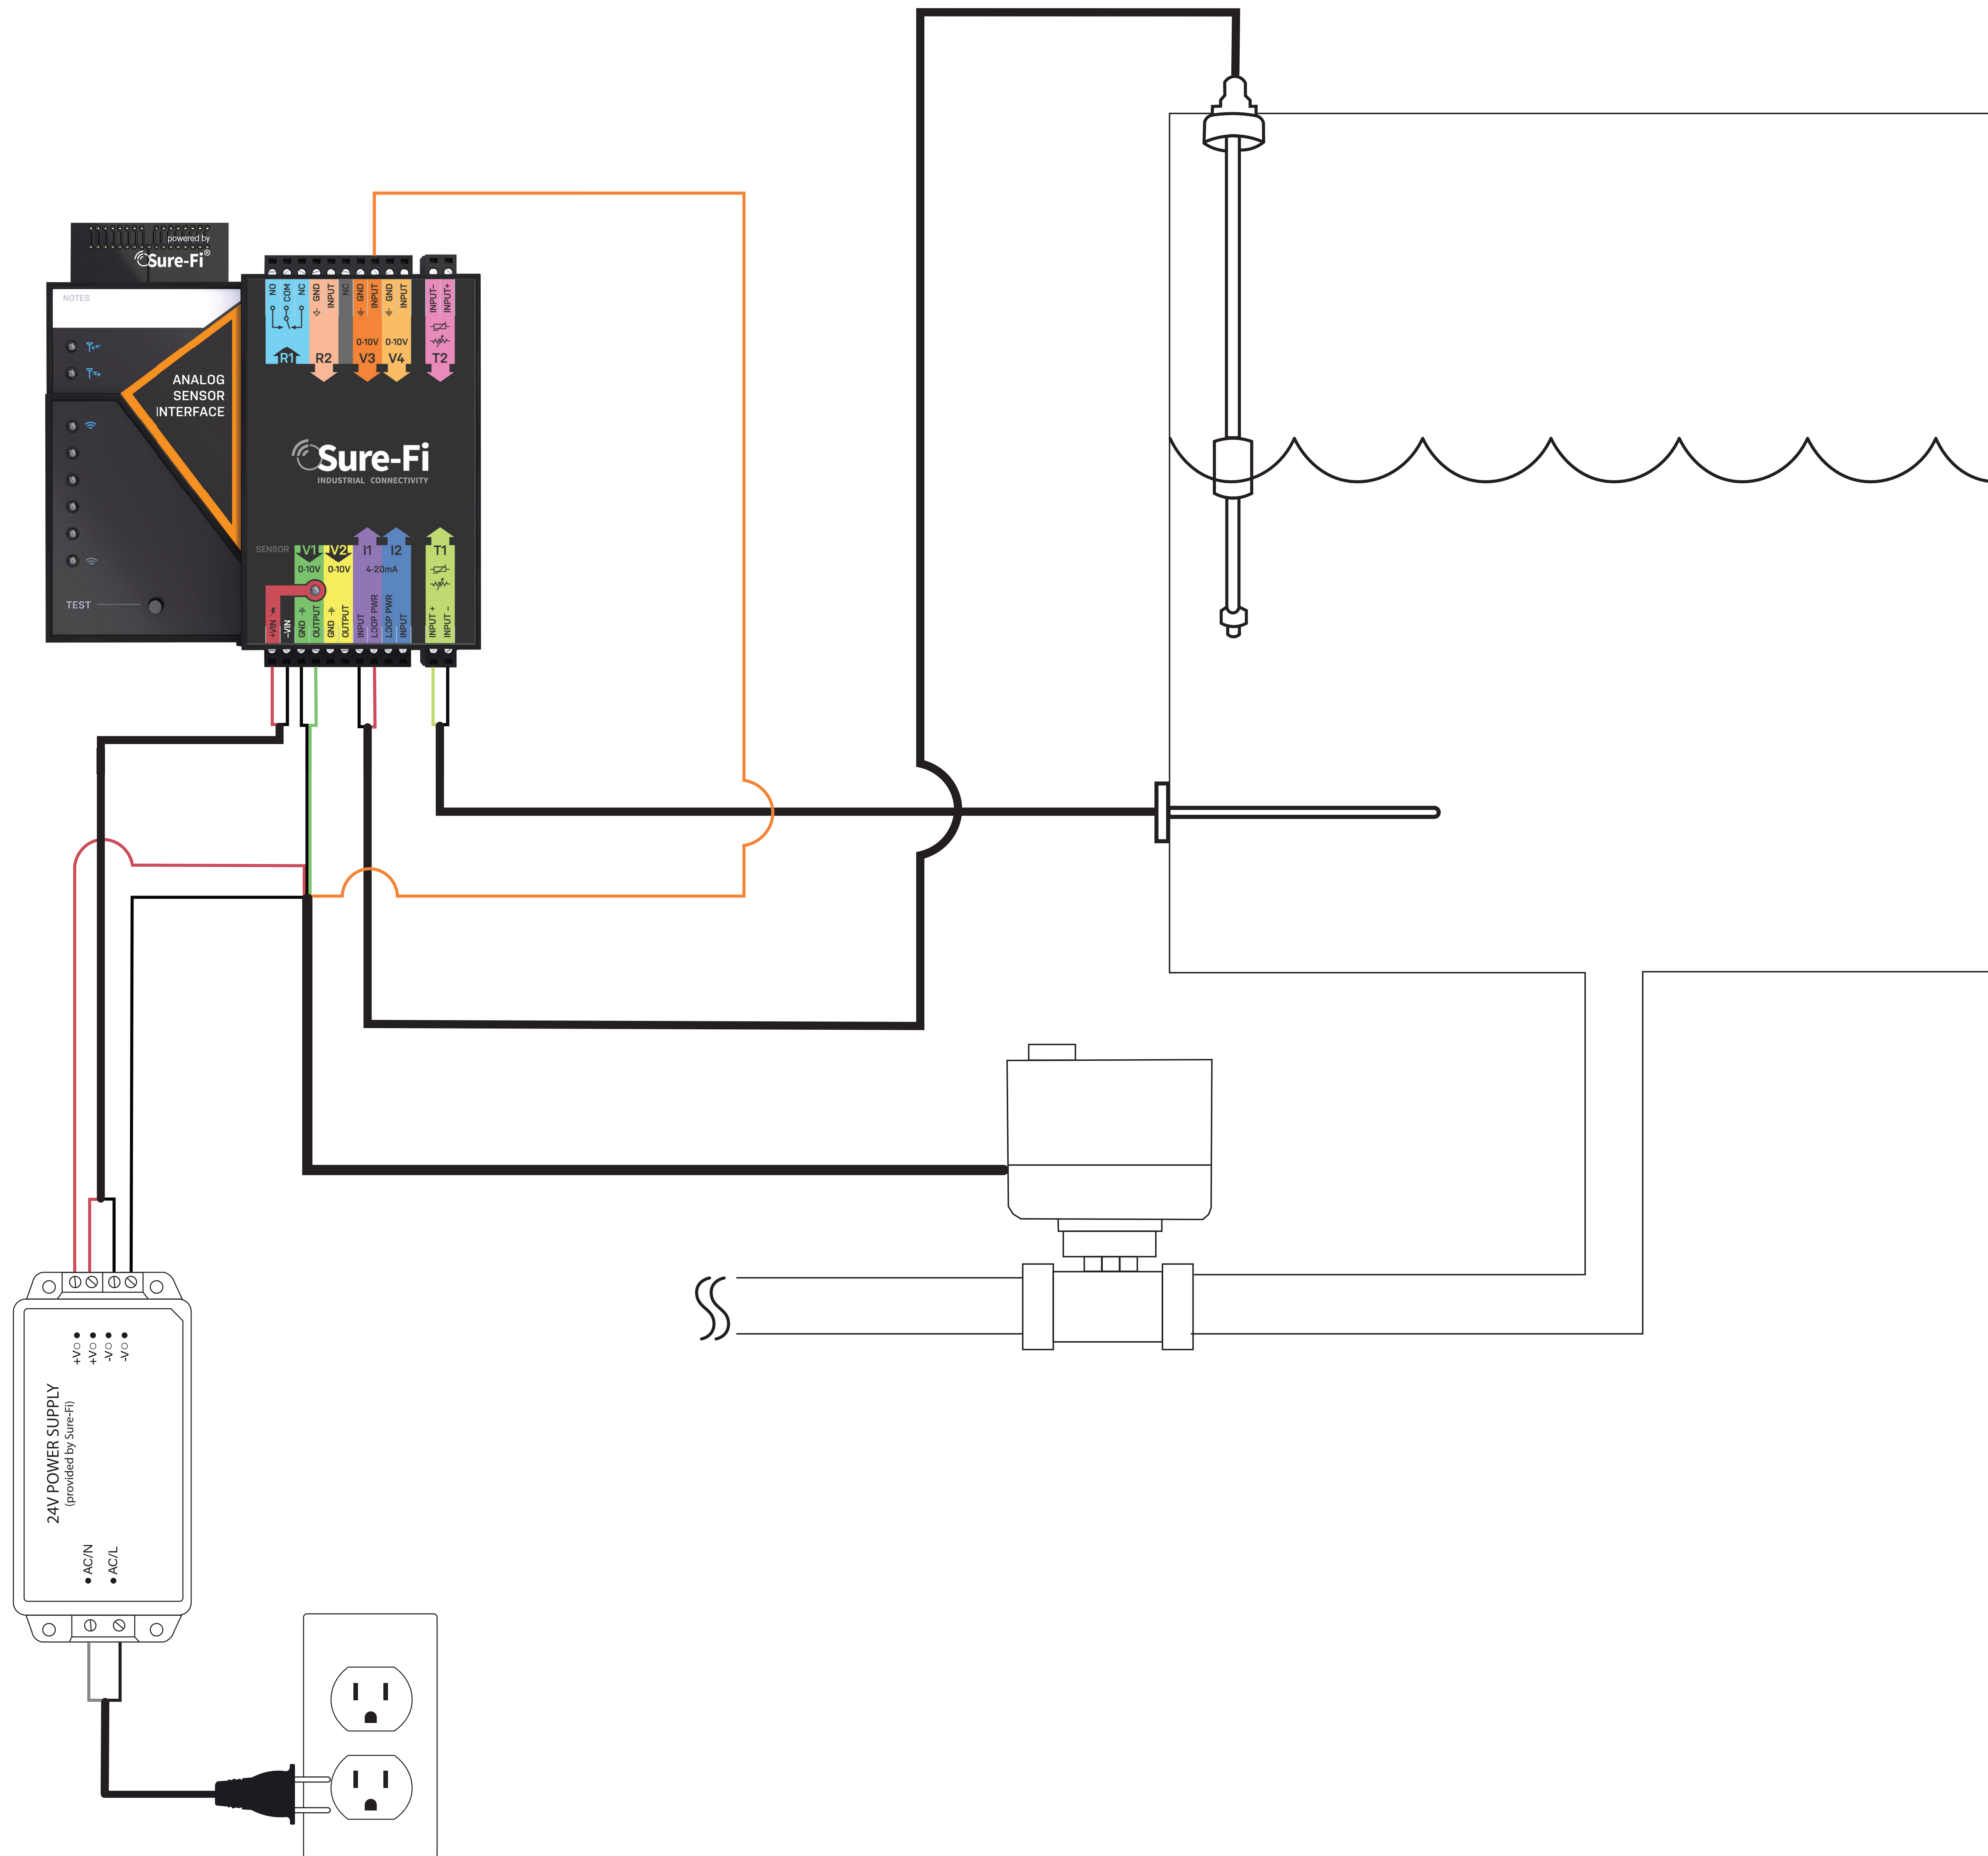 powered by
Sure-Fi®
NOTES
ANALOG
SENSOR
INTERFACE
TEST
NO
COM
NC
GND
INPUT
NC
GND
INPUT
GND
INPUT
INPUT-
INPUT+
0-10V
0-10V
R1
R2
V3
V4
T2
Sure-Fi
INDUSTRIAL CONNECTIVITY
SENSOR
V1
V2
I1
I2
T1
0-10V
0-10V
4-20mA
+VIN
-VIN
GND
OUTPUT
GND
OUTPUT
INPUT
LOOP PWR
LOOP PWR
INPUT
INPUT +
INPUT -
+V
+V
-V
-V
24V POWER SUPPLY
(provided by Sure-Fi)
AC/N
AC/L